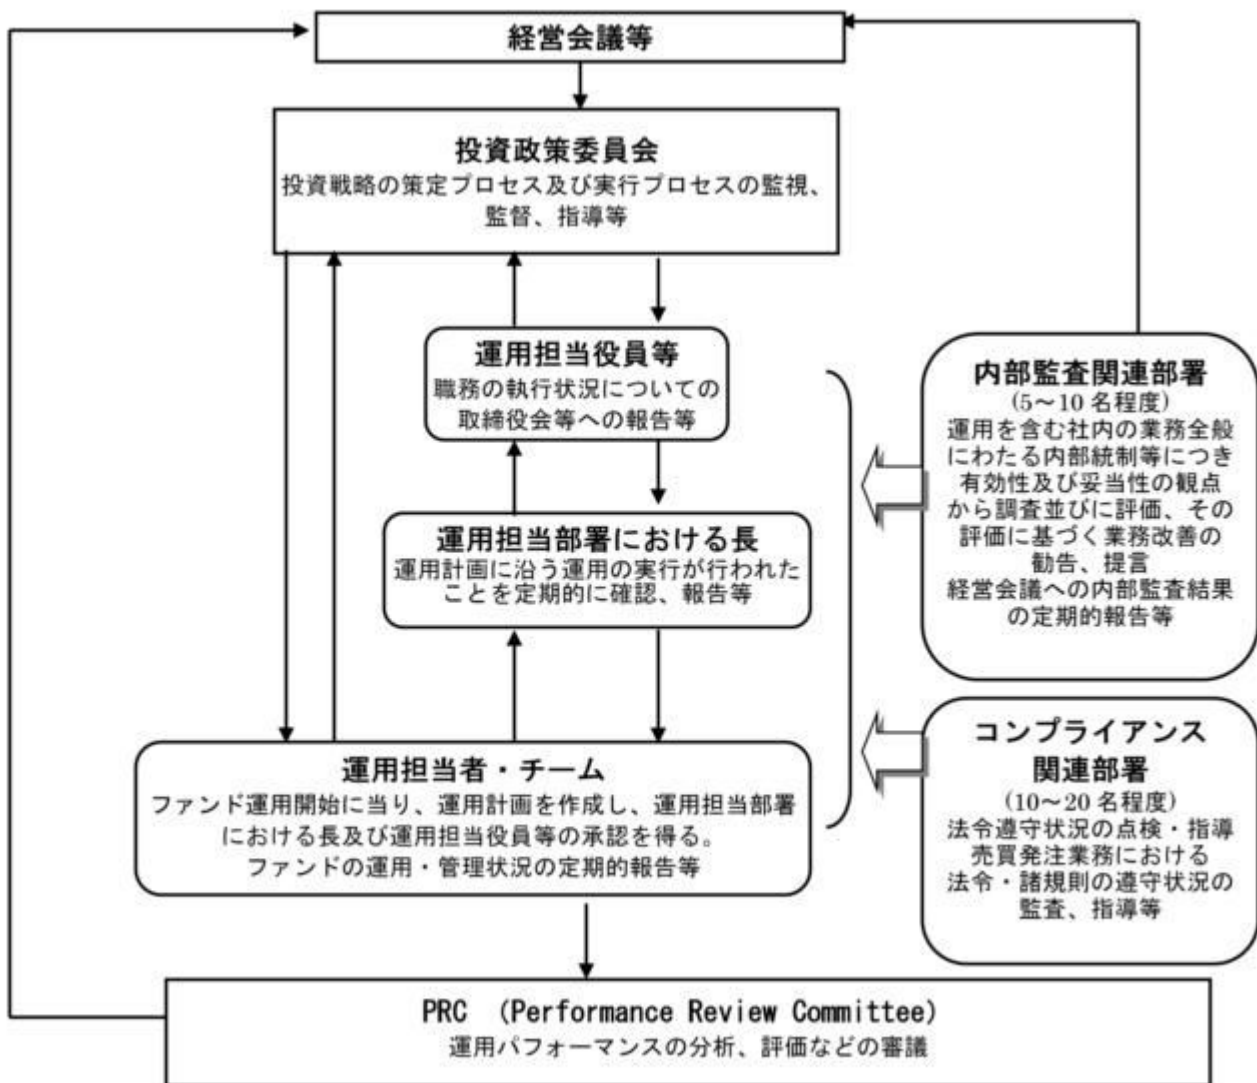 経営会議等
投資政策委員会
投資戦略の策定プロセス及び実行プロセスの監視、
監督、指導等
運用担当役員等
職務の執行状況についての
取締役会等への報告等
運用担当部署における長
運用計画に沿う運用の実行が行われた
ことを定期的に確認、報告等
運用担当者・チーム
ファンド運用開始に当り、運用計画を作成し、運用担当部署
における長及び運用担当役員等の承認を得る。
ファンドの運用・管理状況の定期的報告等
内部監査関連部署
(5～10 名程度)
運用を含む社内の業務全般
にわたる内部統制等につき
有効性及び妥当性の観点
から調査並びに評価、その
評価に基づく業務改善の
勧告、提言
経営会議への内部監査結果
の定期的報告等
コンプライアンス
関連部署
(10～20 名程度)
法令遵守状況の点検・指導
売買発注業務における
法令・諸規則の遵守状況の
監査、指導等
PRC (Performance Review Committee)
運用パフォーマンスの分析、評価などの審議